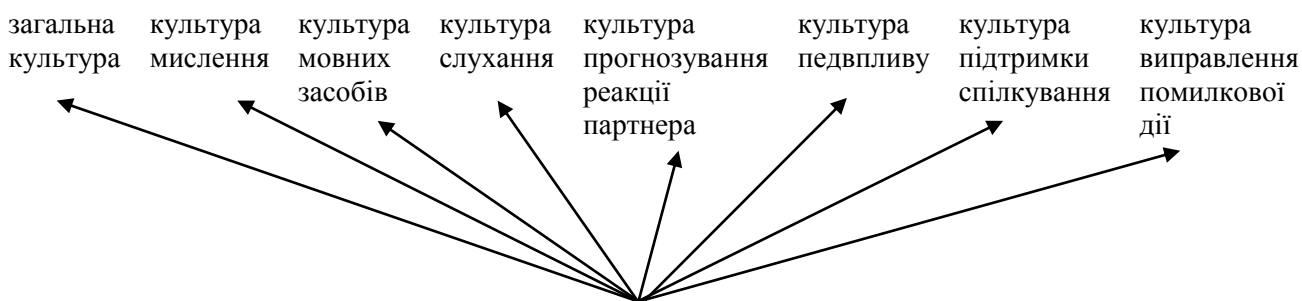 загальна культура
культура мислення
культура мовних засобів
культура слухання
культура прогнозування реакції партнера
культура педвпливу
культура підтримки спілкування
культура виправлення помилкової дії